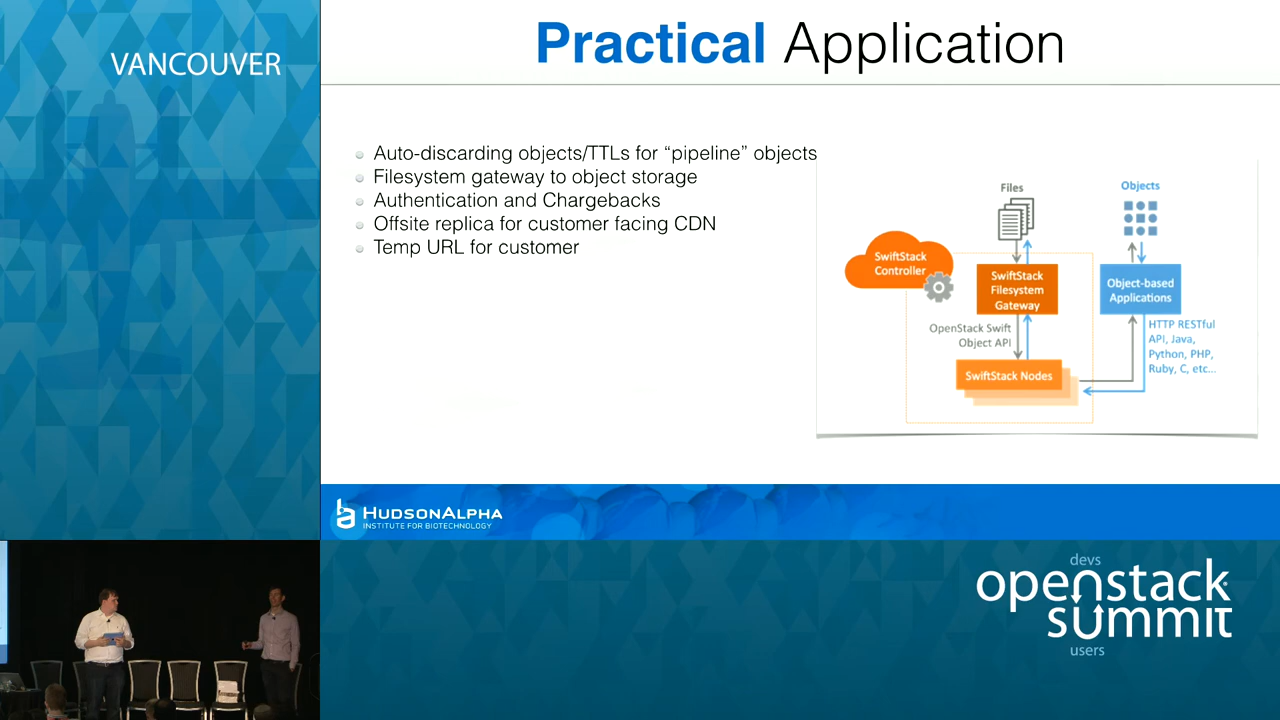 VANCOUVER
Practical Application
Auto-discarding objects/TTLs for “pipeline” objects
Filesystem gateway to object storage
Authentication and Chargebacks
Offsite replica for customer facing CDN
Temp URL for customer
Files
Objects
SwiftStack
Controller
SwiftStack
Filesystem
Gateway
Object-based
Applications
OpenStack Swift
Object API
HTTP RESTful
API, Java,
Python, PHP,
Ruby, C, etc...
SwiftStack Nodes
HUDSONALPHA
INSTITUTE FOR BIOTECHNOLOGY
devs
openstack
summit
users